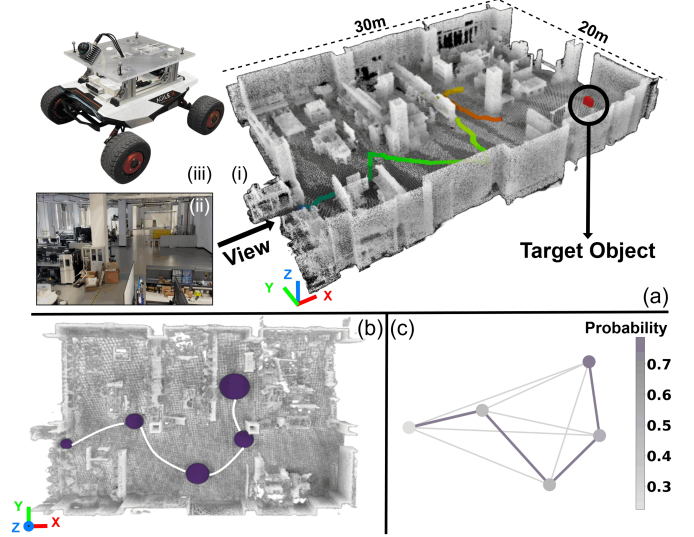 30m
20m
(iii)
(i)
(ii)
View
Target Object
Z
Y
X
(a)
(b)
(c)
Probability
0.7
0.6
0.5
0.4
0.3
Y
Z
X